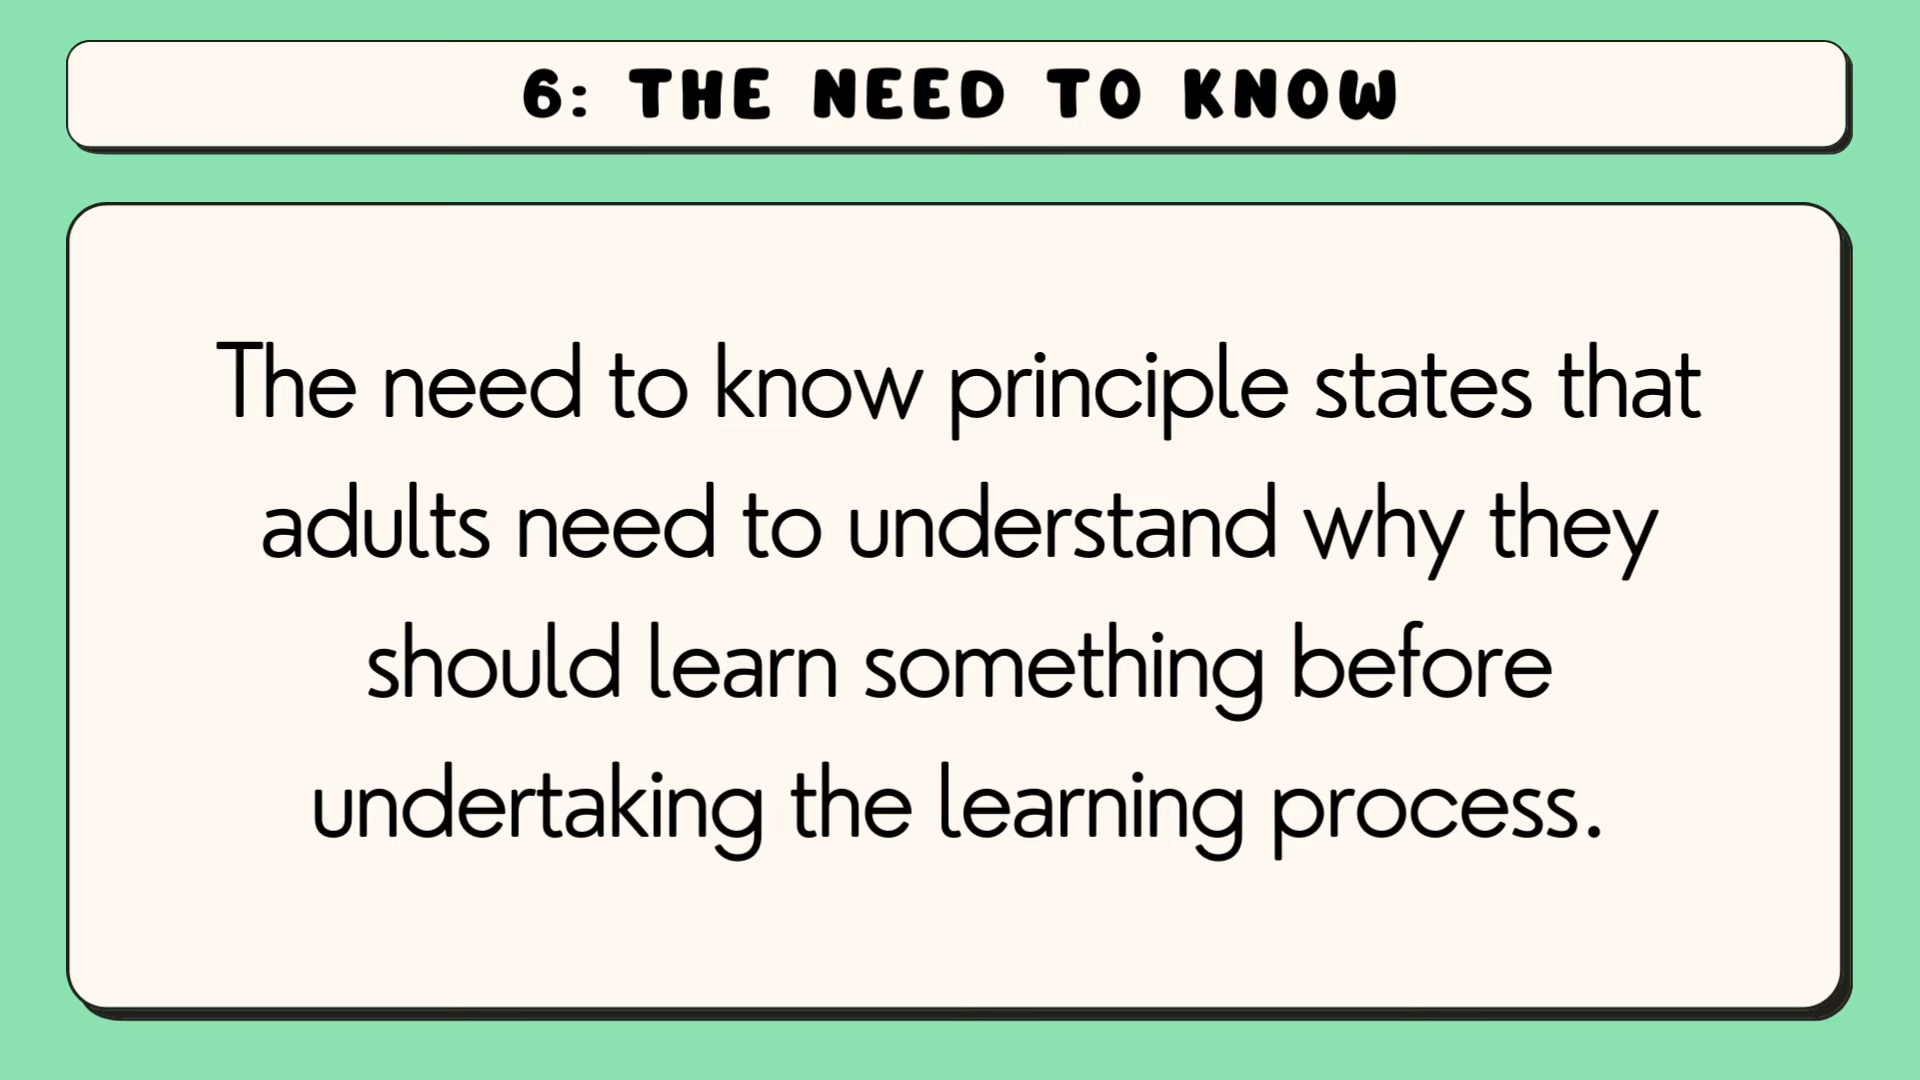 6: THE NEED TO KNOW
The need to know principle states that
adults need to understand why they
should learn something before
undertaking the learning process.